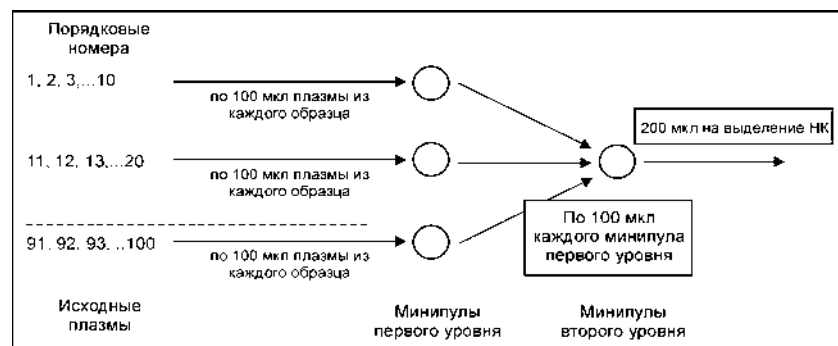 Порядковые
номера
1, 2, 3,...10
по 100 мкл плазмы из
каждого образца
200 мкл на выделение НК
11, 12, 13,...20
по 100 мкл плазмы из
каждого образца
По 100 мкл
каждого минипула
первого уровня
91, 92, 93, ...100
по 100 мкл плазмы из
каждого образца
Исходные
плазмы
Минипулы
первого уровня
Минипулы
второго уровня